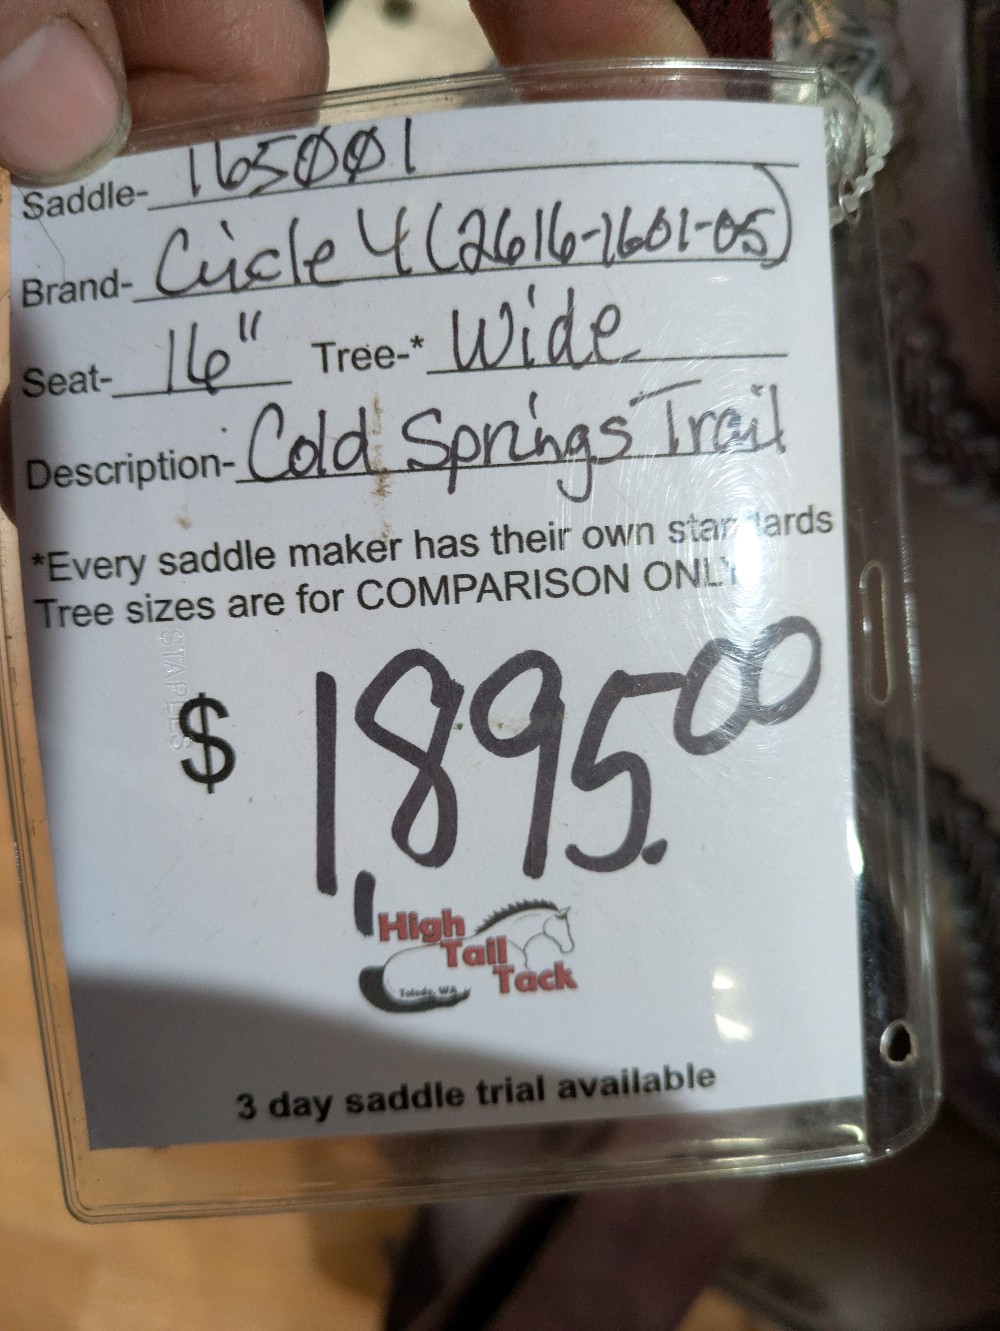 Saddle- 165001
Brand- Circle Y (2616-1601-05)
Seat- 16" Tree-* Wide
Description- Cold Springs Trail
*Every saddle maker has their own standards
Tree sizes are for COMPARISON ONLY
STAPLES
$ 1,895.00
High
Tail
Tack
Toledo, WA
3 day saddle trial available